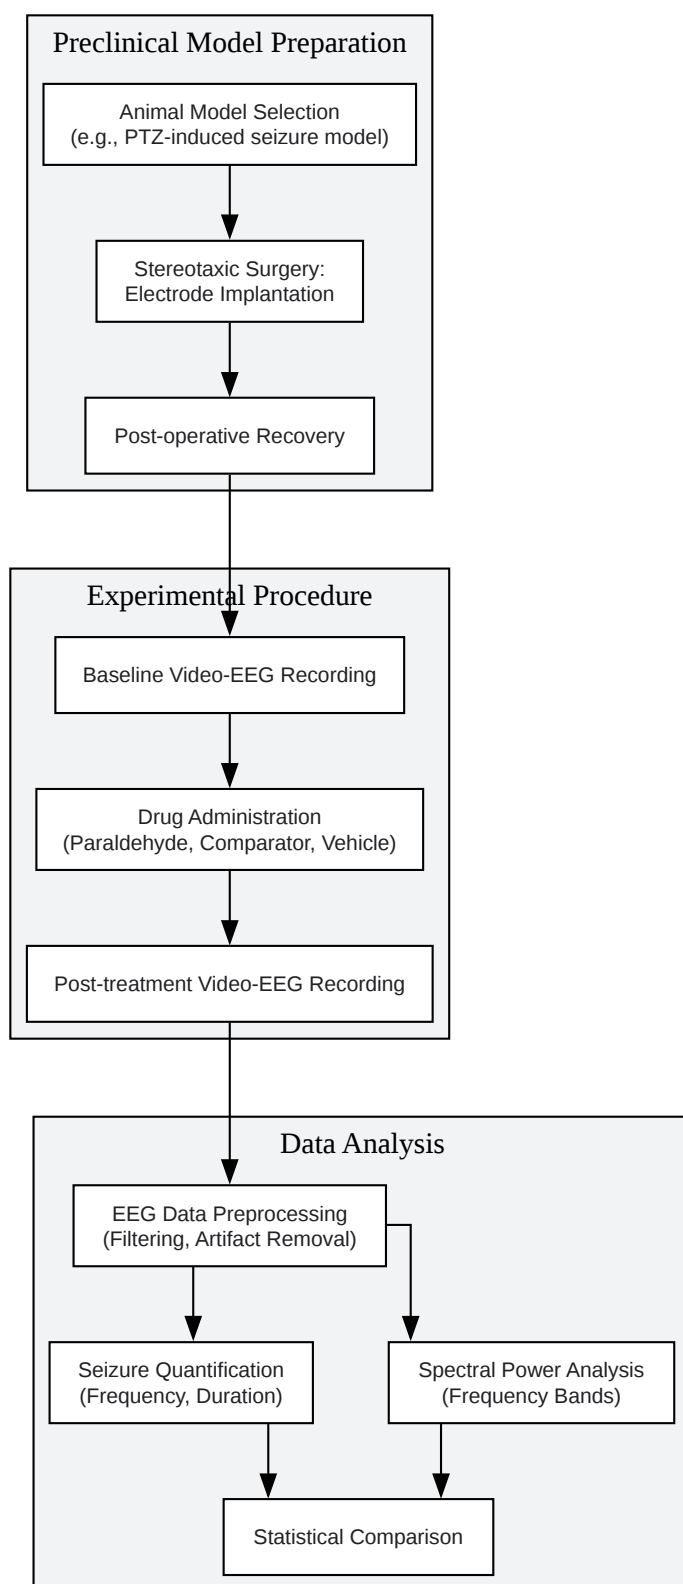 Preclinical Model Preparation
Animal Model Selection
(e.g., PTZ-induced seizure model)
Stereotaxic Surgery:
Electrode Implantation
Post-operative Recovery
Experimental Procedure
Baseline Video-EEG Recording
Drug Administration
(Paraldehyde, Comparator, Vehicle)
Post-treatment Video-EEG Recording
Data Analysis
EEG Data Preprocessing
(Filtering, Artifact Removal)
Seizure Quantification
(Frequency, Duration)
Spectral Power Analysis
(Frequency Bands)
Statistical Comparison